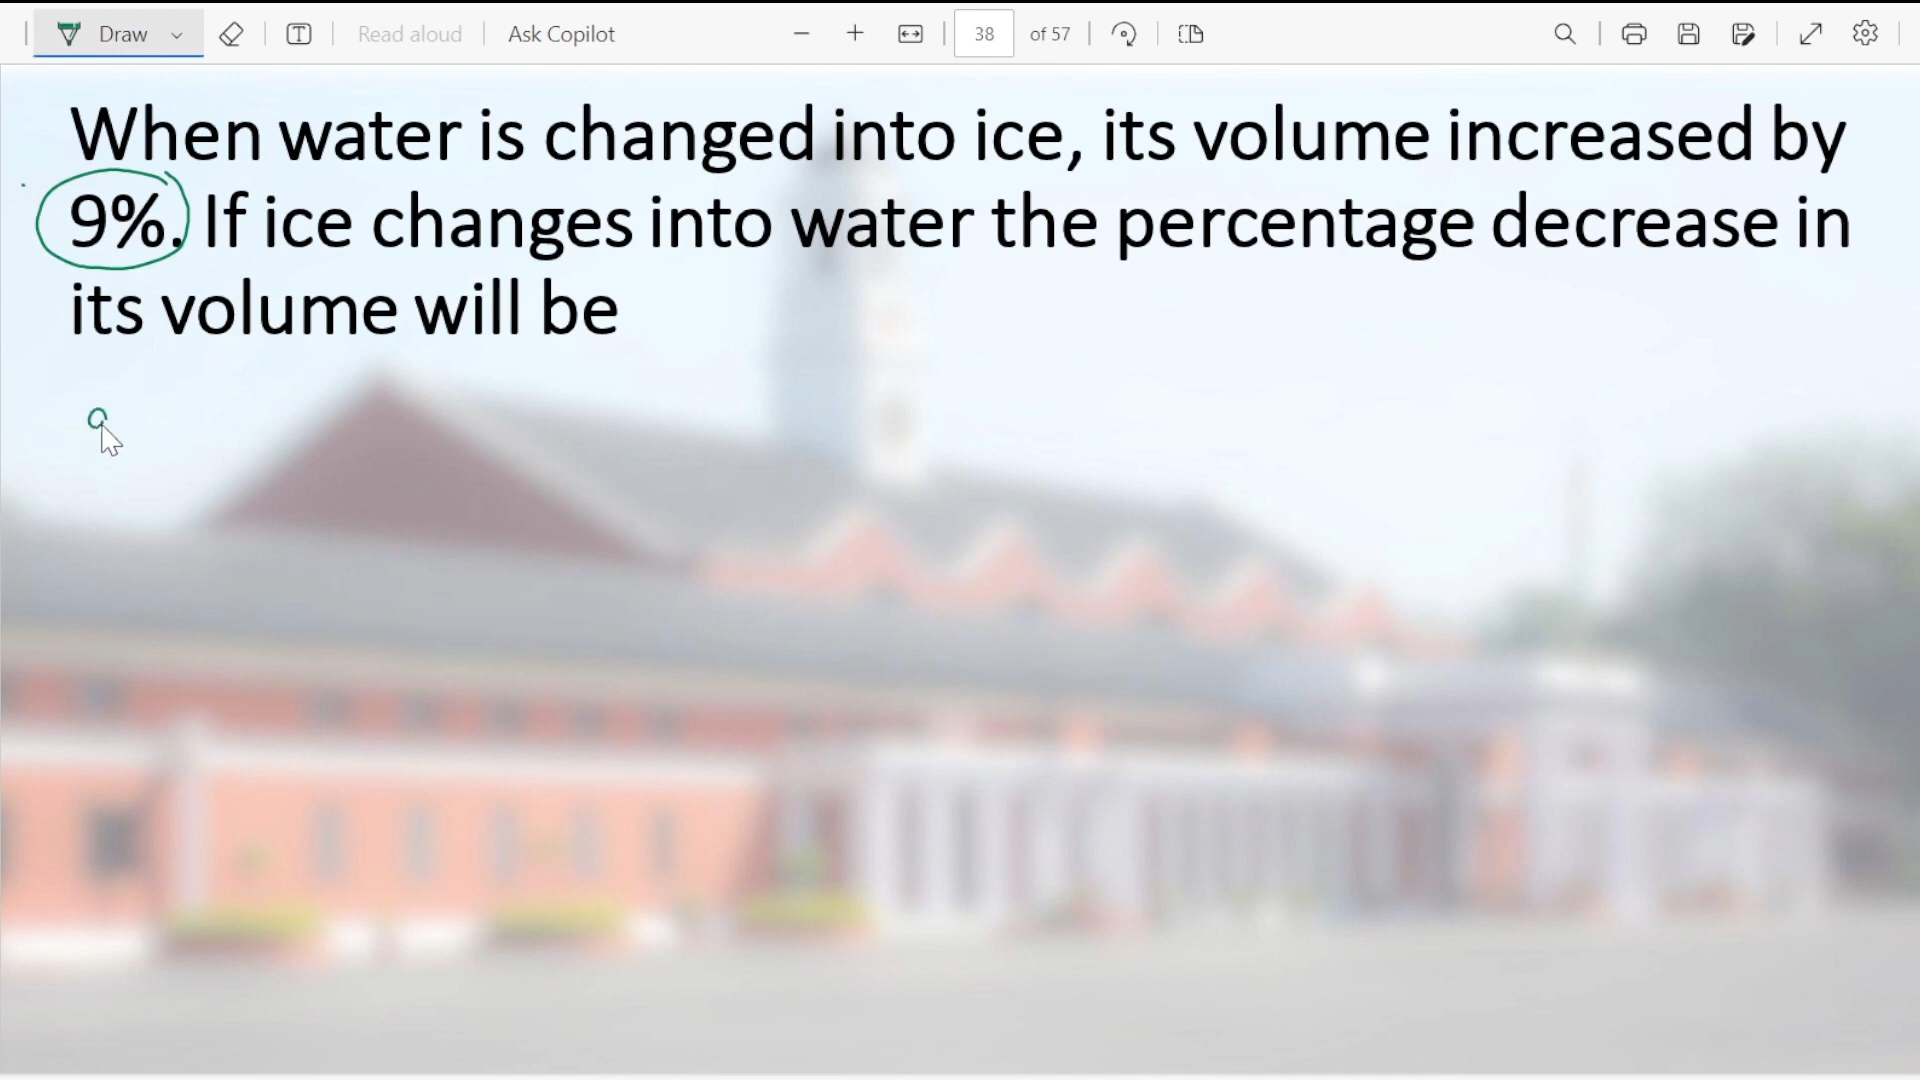 Draw
Read aloud
Ask Copilot
38 of 57
When water is changed into ice, its volume increased by
9%. If ice changes into water the percentage decrease in
its volume will be